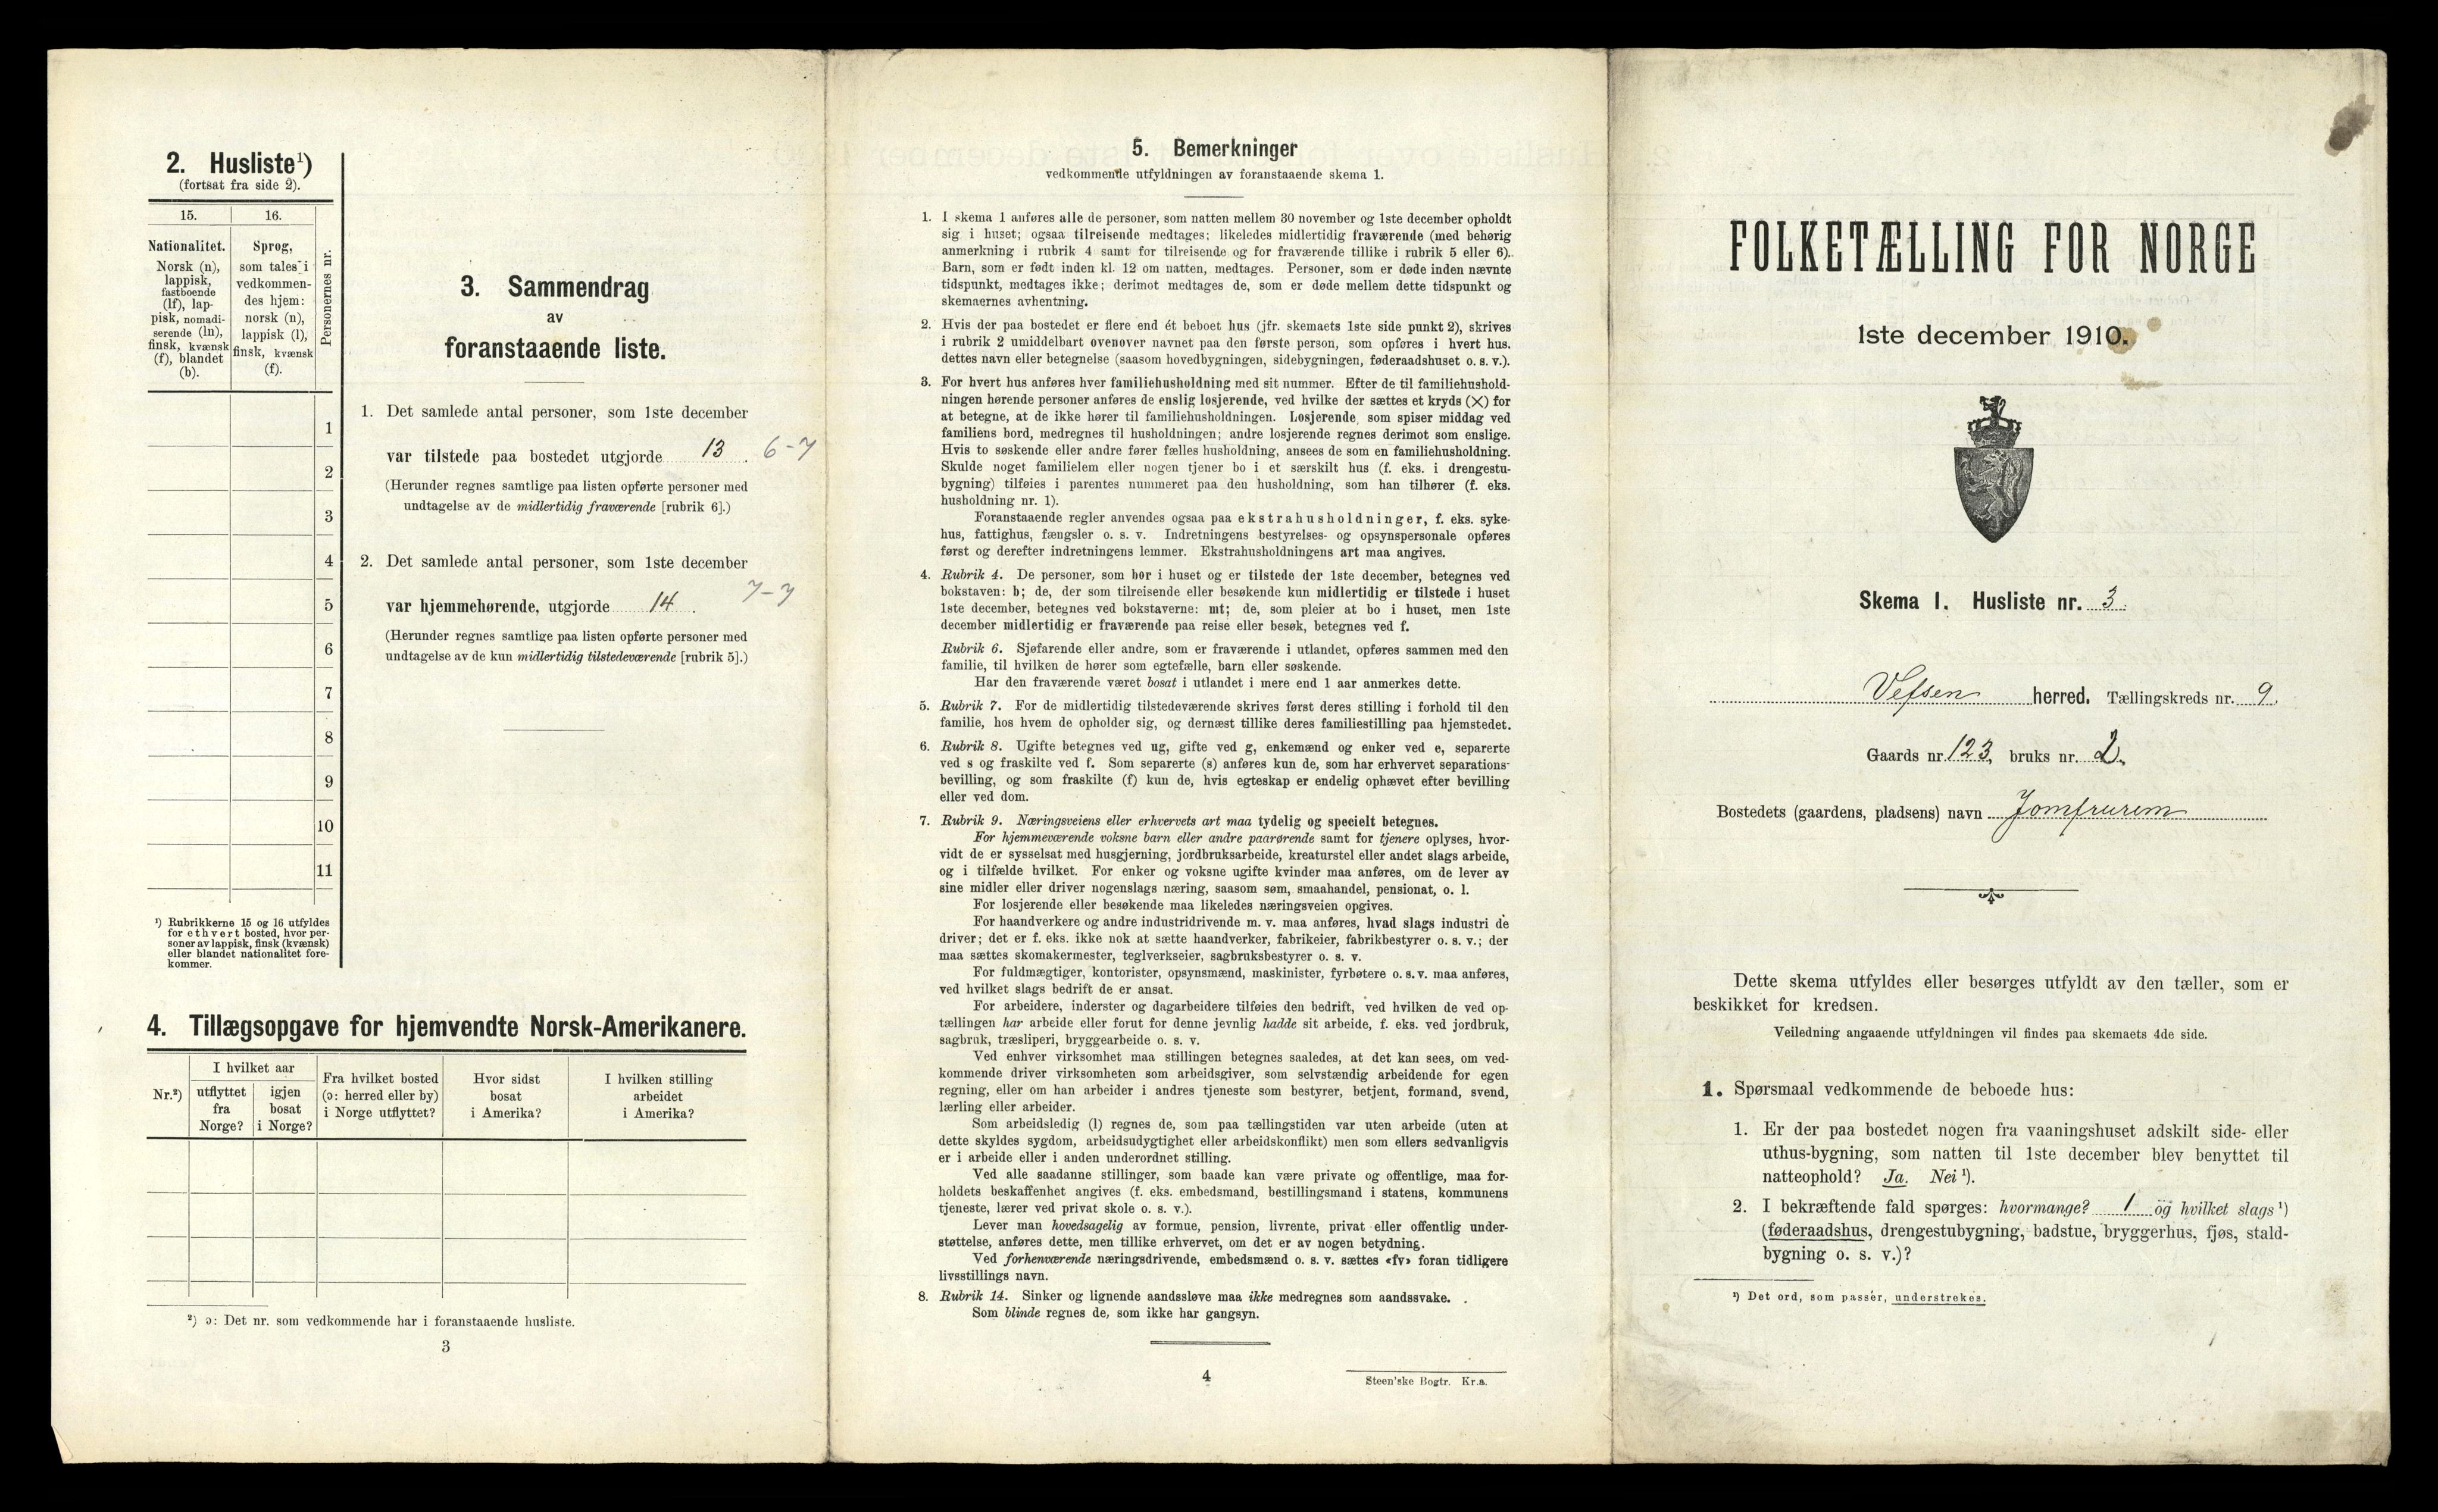 2. Husliste¹)
(fortsat fra side 2).
15.
16.
Nationalitet.
Norsk (n),
lappisk,
fastboende
(lf), lap-
pisk, nomadi-
serende (ln),
finsk, kvænsk
(f), blandet
(b).
Sprog,
som tales i
vedkommen-
des hjem:
norsk (n),
lappisk (l),
finsk, kvænsk
(f).
Personernes nr.
1
2
3
4
5
6
7
8
9
10
11
¹) Rubrikkerne 15 og 16 utfyldes
for ethvert bosted, hvor per-
soner av lappisk, finsk (kvænsk)
eller blandet nationalitet fore-
kommer.
3. Sammendrag
av
foranstaaende liste.
1. Det samlede antal personer, som 1ste december
var tilstede paa bostedet utgjorde 13. 6-7
(Herunder regnes samtlige paa listen opførte personer med
undtagelse av de midlertidig fraværende [rubrik 6].)
2. Det samlede antal personer, som 1ste december
7-7
var hjemmehørende, utgjorde 14.
(Herunder regnes samtlige paa listen opførte personer med
undtagelse av de kun midlertidig tilstedeværende [rubrik 5].)
4. Tillægsopgave for hjemvendte Norsk-Amerikanere.
Nr.²)
I hvilket aar
utflyttet
fra
Norge?
igjen
bosat
i Norge?
Fra hvilket bosted
(ɔ: herred eller by)
i Norge utflyttet?
Hvor sidst
bosat
i Amerika?
I hvilken stilling
arbeidet
i Amerika?
²) ɔ: Det nr. som vedkommende har i foranstaaende husliste.
3
5. Bemerkninger
vedkommende utfyldningen av foranstaaende skema 1.
1. I skema 1 anføres alle de personer, som natten mellem 30 november og 1ste december opholdt
sig i huset; ogsaa tilreisende medtages; likeledes midlertidig fraværende (med behørig
anmerkning i rubrik 4 samt for tilreisende og for fraværende tillike i rubrik 5 eller 6).
Barn, som er født inden kl. 12 om natten, medtages. Personer, som er døde inden nævnte
tidspunkt, medtages ikke; derimot medtages de, som er døde mellem dette tidspunkt og
skemaernes avhentning.
2. Hvis der paa bostedet er flere end ét beboet hus (jfr. skemaets 1ste side punkt 2), skrives
i rubrik 2 umiddelbart ovenover navnet paa den første person, som opføres i hvert hus,
dettes navn eller betegnelse (saasom hovedbygningen, sidebygningen, føderaadshuset o. s. v.).
3. For hvert hus anføres hver familiehusholdning med sit nummer. Efter de til familiehushold-
ningen hørende personer anføres de enslig losjerende, ved hvilke der sættes et kryds (×) for
at betegne, at de ikke hører til familiehusholdningen. Losjerende, som spiser middag ved
familiens bord, medregnes til husholdningen; andre losjerende regnes derimot som enslige.
Hvis to søskende eller andre fører fælles husholdning, ansees de som en familiehusholdning.
Skulde noget familielem eller nogen tjener bo i et særskilt hus (f. eks. i drengestu-
bygning) tilføies i parentes nummeret paa den husholdning, som han tilhører (f. eks.
husholdning nr. 1).
Foranstaaende regler anvendes ogsaa paa ekstrahusholdninger, f. eks. syke-
hus, fattighus, fængsler o. s. v. Indretningens bestyrelses- og opsynspersonale opføres
først og derefter indretningens lemmer. Ekstrahusholdningens art maa angives.
4. Rubrik 4. De personer, som bor i huset og er tilstede der 1ste december, betegnes ved
bokstaven: b; de, der som tilreisende eller besøkende kun midlertidig er tilstede i huset
1ste december, betegnes ved bokstaverne: mt; de, som pleier at bo i huset, men 1ste
december midlertidig er fraværende paa reise eller besøk, betegnes ved f.
Rubrik 6. Sjøfarende eller andre, som er fraværende i utlandet, opføres sammen med den
familie, til hvilken de hører som egtefælle, barn eller søskende.
Har den fraværende været bosat i utlandet i mere end 1 aar anmerkes dette.
5. Rubrik 7. For de midlertidig tilstedeværende skrives først deres stilling i forhold til den
familie, hos hvem de opholder sig, og dernæst tillike deres familiestilling paa hjemstedet.
6. Rubrik 8. Ugifte betegnes ved ug, gifte ved g, enkemænd og enker ved e, separerte
ved s og fraskilte ved f. Som separerte (s) anføres kun de, som har erhvervet separations-
bevilling, og som fraskilte (f) kun de, hvis egteskap er endelig ophævet efter bevilling
eller ved dom.
7. Rubrik 9. Næringsveiens eller erhvervets art maa tydelig og specielt betegnes.
For hjemmeværende voksne barn eller andre paarørende samt for tjenere oplyses, hvor-
vidt de er sysselsat med husgjerning, jordbruksarbeide, kreaturstel eller andet slags arbeide,
og i tilfælde hvilket. For enker og voksne ugifte kvinder maa anføres, om de lever av
sine midler eller driver nogenslags næring, saasom søm, smaahandel, pensionat, o. l.
For losjerende eller besøkende maa likeledes næringsveien opgives.
For haandverkere og andre industridrivende m. v. maa anføres, hvad slags industri de
driver; det er f. eks. ikke nok at sætte haandverker, fabrikeier, fabrikbestyrer o. s. v.; der
maa sættes skomakermester, teglverkseier, sagbruksbestyrer o. s. v.
For fuldmægtiger, kontorister, opsynsmænd, maskinister, fyrbøtere o. s. v. maa anføres,
ved hvilket slags bedrift de er ansat.
For arbeidere, inderster og dagarbeidere tilføies den bedrift, ved hvilken de ved op-
tællingen har arbeide eller forut for denne jevnlig hadde sit arbeide, f. eks. ved jordbruk,
sagbruk, træsliperi, bryggearbeide o. s. v.
Ved enhver virksomhet maa stillingen betegnes saaledes, at det kan sees, om ved-
kommende driver virksomheten som arbeidsgiver, som selvstændig arbeidende for egen
regning, eller om han arbeider i andres tjeneste som bestyrer, betjent, formand, svend,
lærling eller arbeider.
Som arbeidsledig (l) regnes de, som paa tællingstiden var uten arbeide (uten at
dette skyldes sygdom, arbeidsudygtighet eller arbeidskonflikt) men som ellers sedvanligvis
er i arbeide eller i anden underordnet stilling.
Ved alle saadanne stillinger, som baade kan være private og offentlige, maa for-
holdets beskaffenhet angives (f. eks. embedsmand, bestillingsmand i statens, kommunens
tjeneste, lærer ved privat skole o. s. v.).
Lever man hovedsagelig av formue, pension, livrente, privat eller offentlig under-
støttelse, anføres dette, men tillike erhvervet, om det er av nogen betydning.
Ved forhenværende næringsdrivende, embedsmænd o. s. v. sættes «fv» foran tidligere
livsstillings navn.
8. Rubrik 14. Sinker og lignende aandssløve maa ikke medregnes som aandssvake.
Som blinde regnes de, som ikke har gangsyn.
4
Steen'ske Bogtr. Kr.a.
FOLKETÆLLING FOR NORGE
1ste december 1910.
Skema I. Husliste nr. 3.
Vefsen herred. Tællingskreds nr. 9.
Gaards nr. 123, bruks nr. 2.
Bostedets (gaardens, pladsens) navn Jomfrurem
Dette skema utfyldes eller besørges utfyldt av den tæller, som er
beskikket for kredsen.
Veiledning angaaende utfyldningen vil findes paa skemaets 4de side.
1. Spørsmaal vedkommende de beboede hus:
1. Er der paa bostedet nogen fra vaaningshuset adskilt side- eller
uthus-bygning, som natten til 1ste december blev benyttet til
natteophold? Ja. Nei ¹).
2. I bekræftende fald spørges: hvormange? 1 og hvilket slags ¹)
(føderaadshus, drengestubygning, badstue, bryggerhus, fjøs, stald-
bygning o. s. v.)?
¹) Det ord, som passer, understrekes.